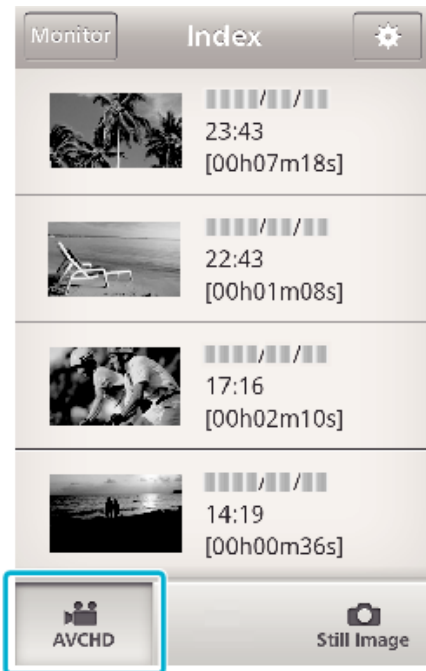 Monitor Index
23:43
[00h07m18s]
22:43
[00h01m08s]
17:16
[00h02m10s]
14:19
[00h00m36s]
AVCHD Still Image